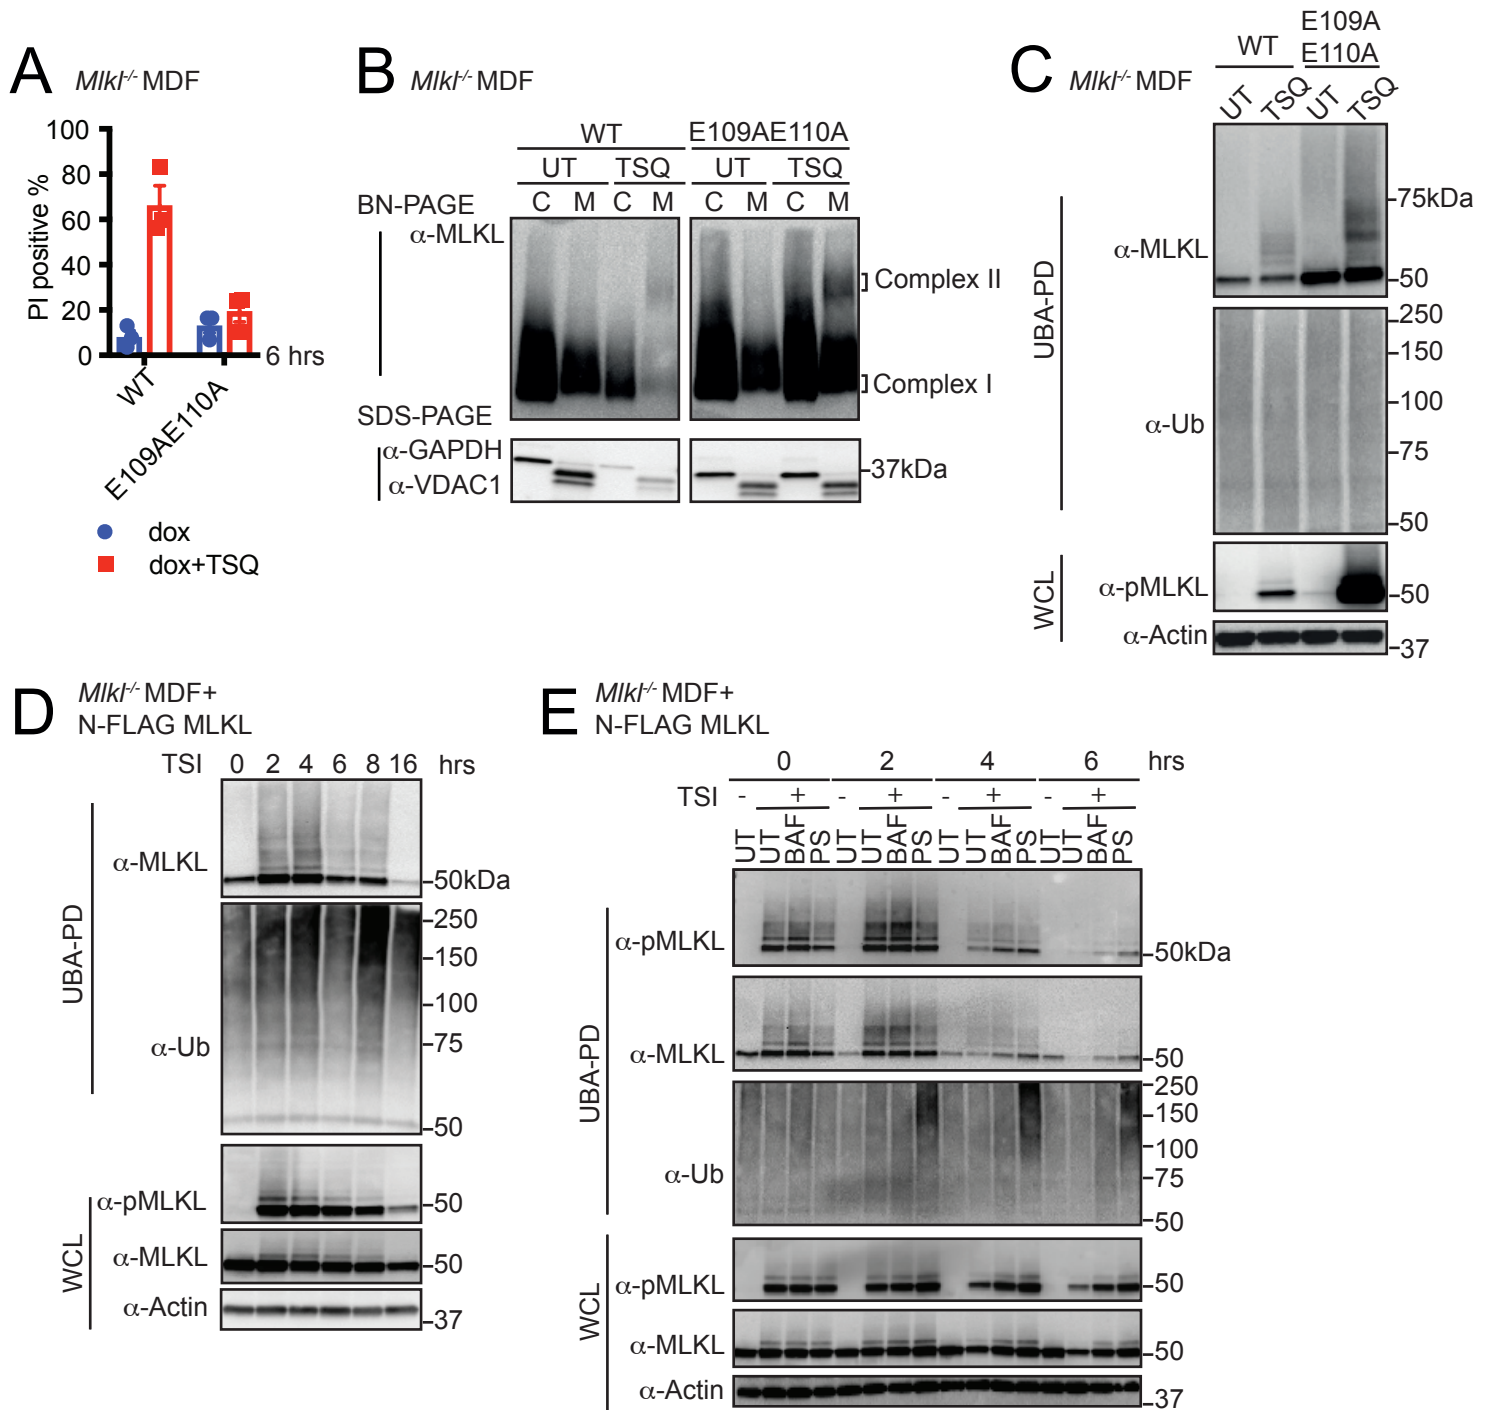 A
Mlkl-/- MDF
PI positive %
100
80
60
40
20
0
6 hrs
WT
E109AE110A
dox
dox+TSQ
B
Mlkl-/- MDF
WT E109AE110A
UT TSQ UT TSQ
BN-PAGE C M C M C M C M
α-MLKL
Complex II
Complex I
SDS-PAGE
α-GAPDH
α-VDAC1
-37kDa
C
Mlkl-/- MDF
WT E109A E110A
UT TSQ UT TSQ
UBA-PD
α-MLKL
-75kDa
-50
α-Ub
250
-150
-100
-75
-50
WCL
α-pMLKL
-50
α-Actin
-37
D
Mlkl-/- MDF+
N-FLAG MLKL
TSI 0 2 4 6 8 16 hrs
UBA-PD
α-MLKL
-50kDa
α-Ub
-250
-150
-100
-75
-50
WCL
α-pMLKL
-50
α-MLKL
-50
α-Actin
-37
E
Mlkl-/- MDF+
N-FLAG MLKL
0 2 4 6 hrs
TSI - + - + - + - +
UT UT BAF PS UT UT BAF PS UT UT BAF PS UT UT BAF PS
UBA-PD
α-pMLKL
-50kDa
α-MLKL
-50
α-Ub
-250
-150
-100
-75
-50
WCL
α-pMLKL
-50
α-MLKL
-50
α-Actin
-37